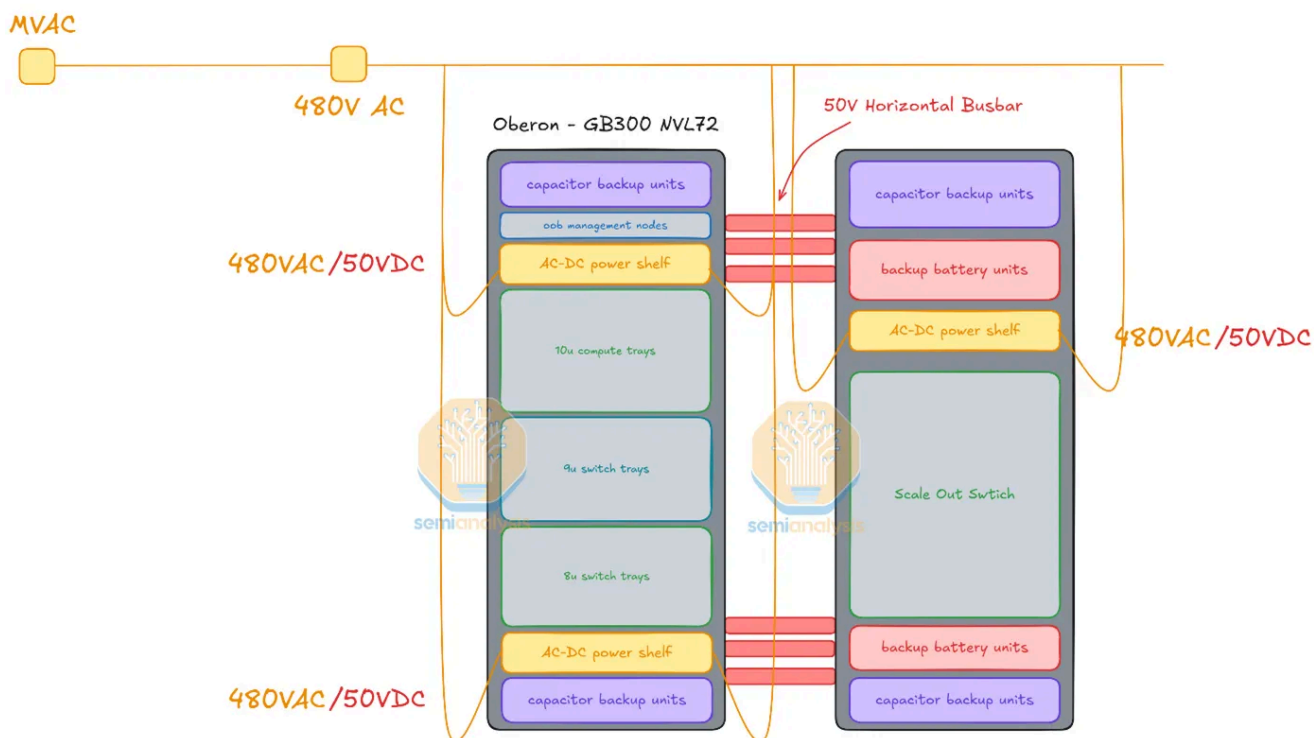 MVAC
480V AC
50V Horizontal Busbar
Oberon - GB300 NVL72
capacitor backup units
oob management nodes
480VAC/50VDC
AC-DC power shelf
10u compute trays
9u switch trays
8u switch trays
480VAC/50VDC
AC-DC power shelf
capacitor backup units
capacitor backup units
backup battery units
AC-DC power shelf
480VAC/50VDC
Scale Out Swtich
backup battery units
capacitor backup units
semianalysis
semianalysis